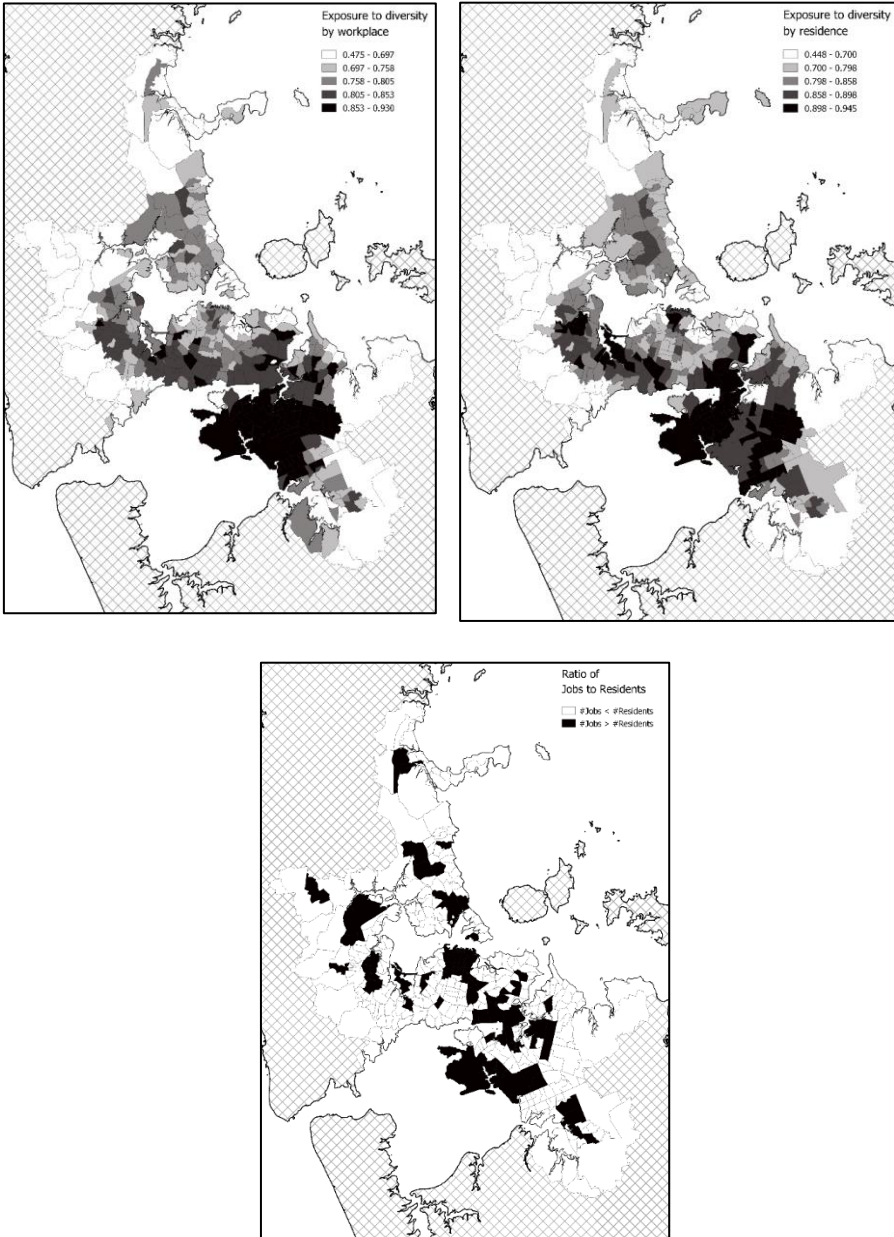 Exposure to diversity
by workplace
0.475 - 0.697
0.697 - 0.758
0.758 - 0.805
0.805 - 0.853
0.853 - 0.930
Exposure to diversity
by residence
0.448 - 0.700
0.700 - 0.798
0.798 - 0.858
0.858 - 0.898
0.898 - 0.945
Ratio of
Jobs to Residents
#Jobs < #Residents
#Jobs > #Residents